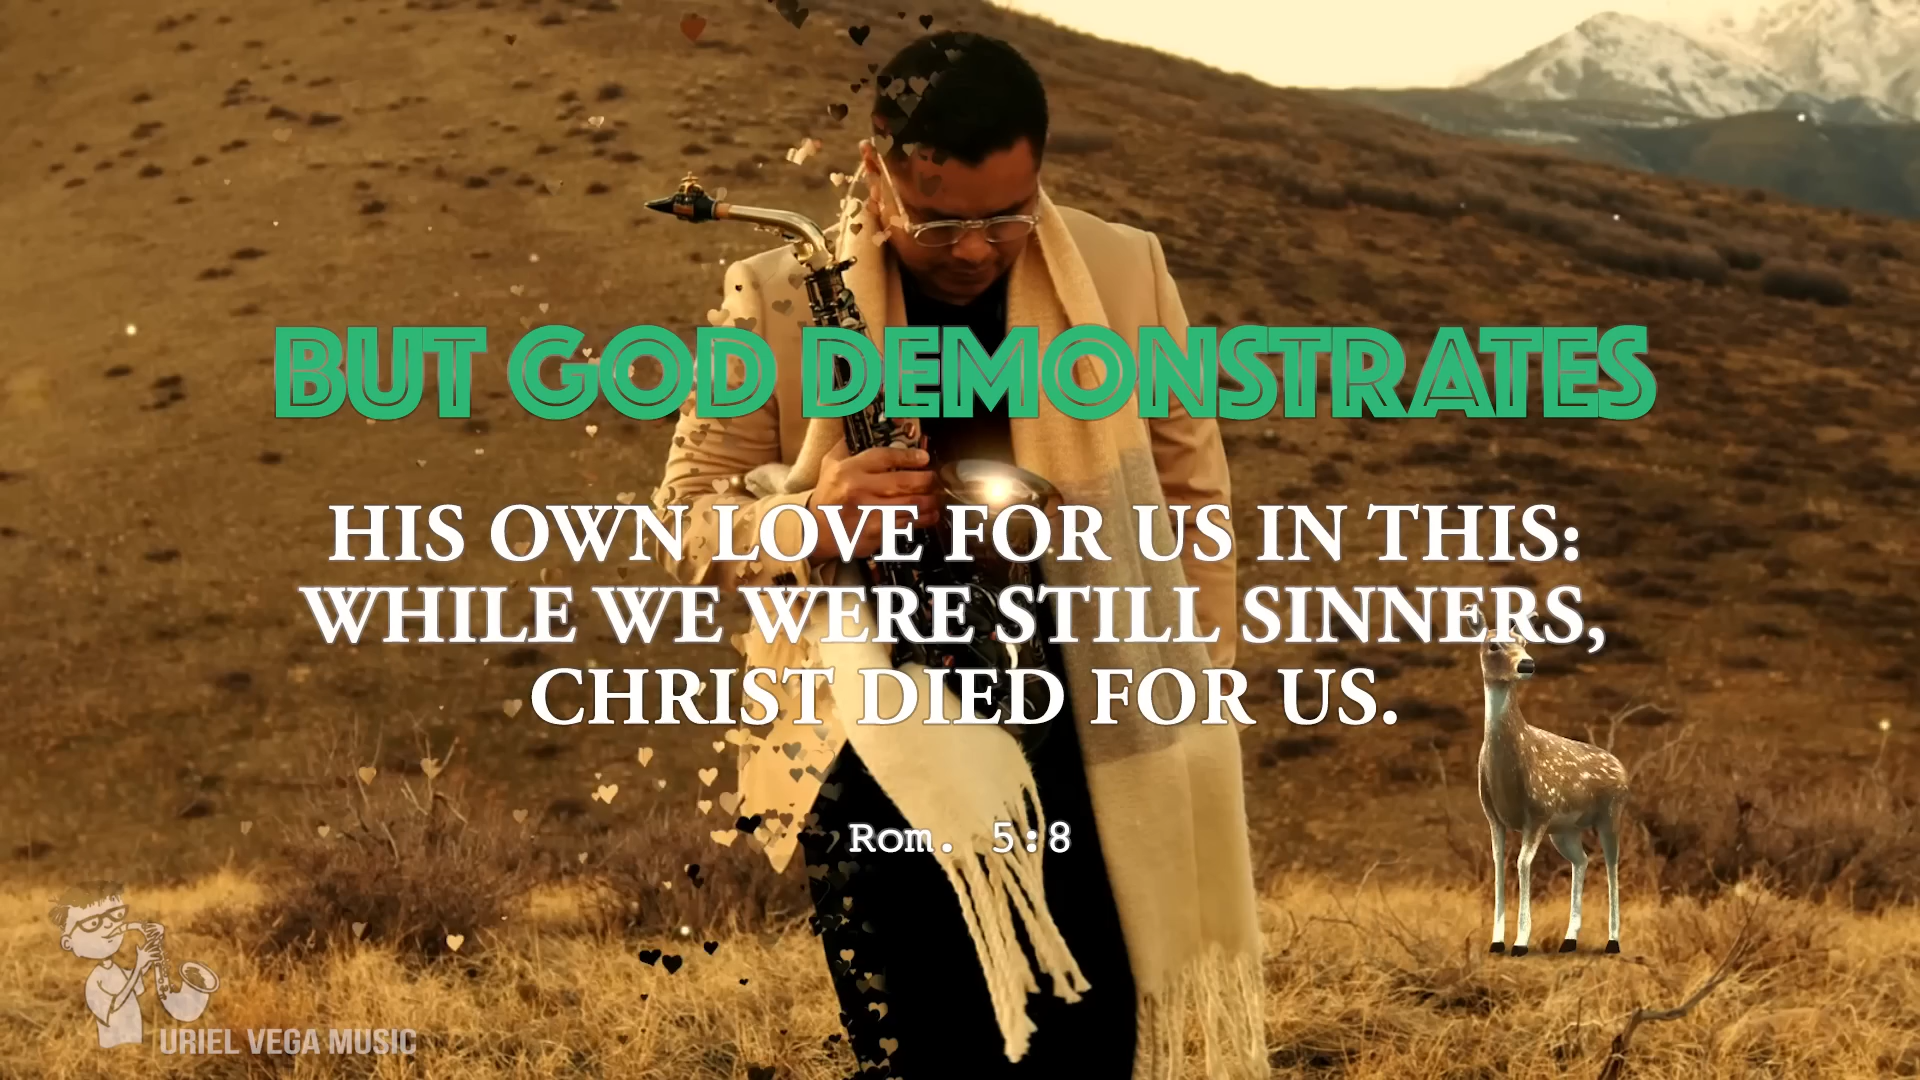 BUT GOD DEMONSTRATES
HIS OWN LOVE FOR US IN THIS:
WHILE WE WERE STILL SINNERS,
CHRIST DIED FOR US.
Rom. 5:8
URIEL VEGA MUSIC